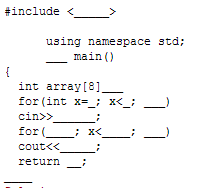 #include <_____>
using namespace std;
___ main()
{
int array[8]___
for(int x=_; x<_; ___)
cin>>______;
for(____; x<____; ___)
cout<<_____;
return __;
____